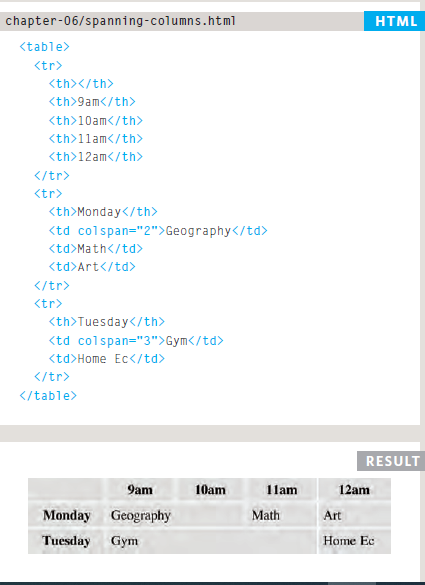 chapter-06/spanning-columns.html HTML
<table>
  <tr>
    <th></th>
    <th>9am</th>
    <th>10am</th>
    <th>11am</th>
    <th>12am</th>
  </tr>
  <tr>
    <th>Monday</th>
    <td colspan="2">Geography</td>
    <td>Math</td>
    <td>Art</td>
  </tr>
  <tr>
    <th>Tuesday</th>
    <td colspan="3">Gym</td>
    <td>Home Ec</td>
  </tr>
</table>
RESULT
9am 10am 11am 12am
Monday Geography Math Art
Tuesday Gym Home Ec